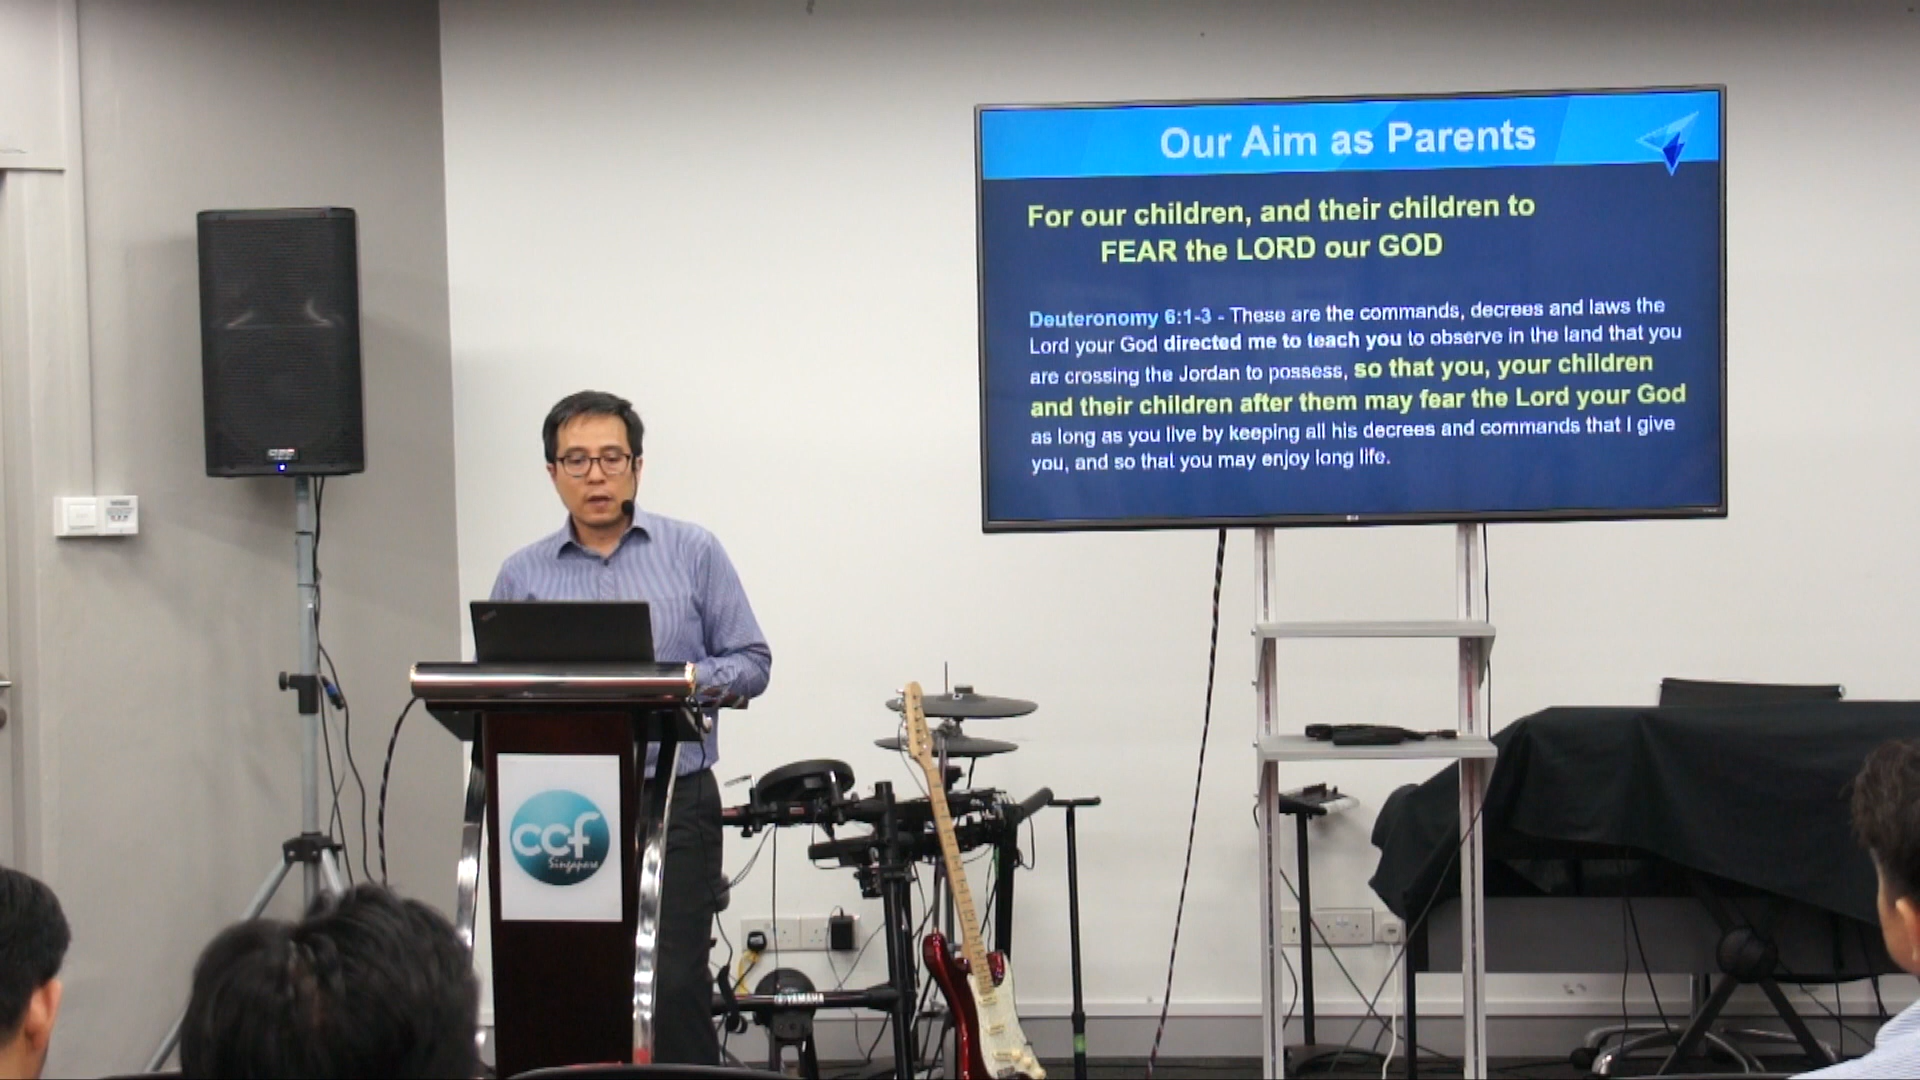 Our Aim as Parents
For our children, and their children to
FEAR the LORD our GOD
Deuteronomy 6:1-3 - These are the commands, decrees and laws the
Lord your God directed me to teach you to observe in the land that you
are crossing the Jordan to possess, so that you, your children
and their children after them may fear the Lord your God
as long as you live by keeping all his decrees and commands that I give
you, and so that you may enjoy long life.
ccf
Singapore
YAMAHA